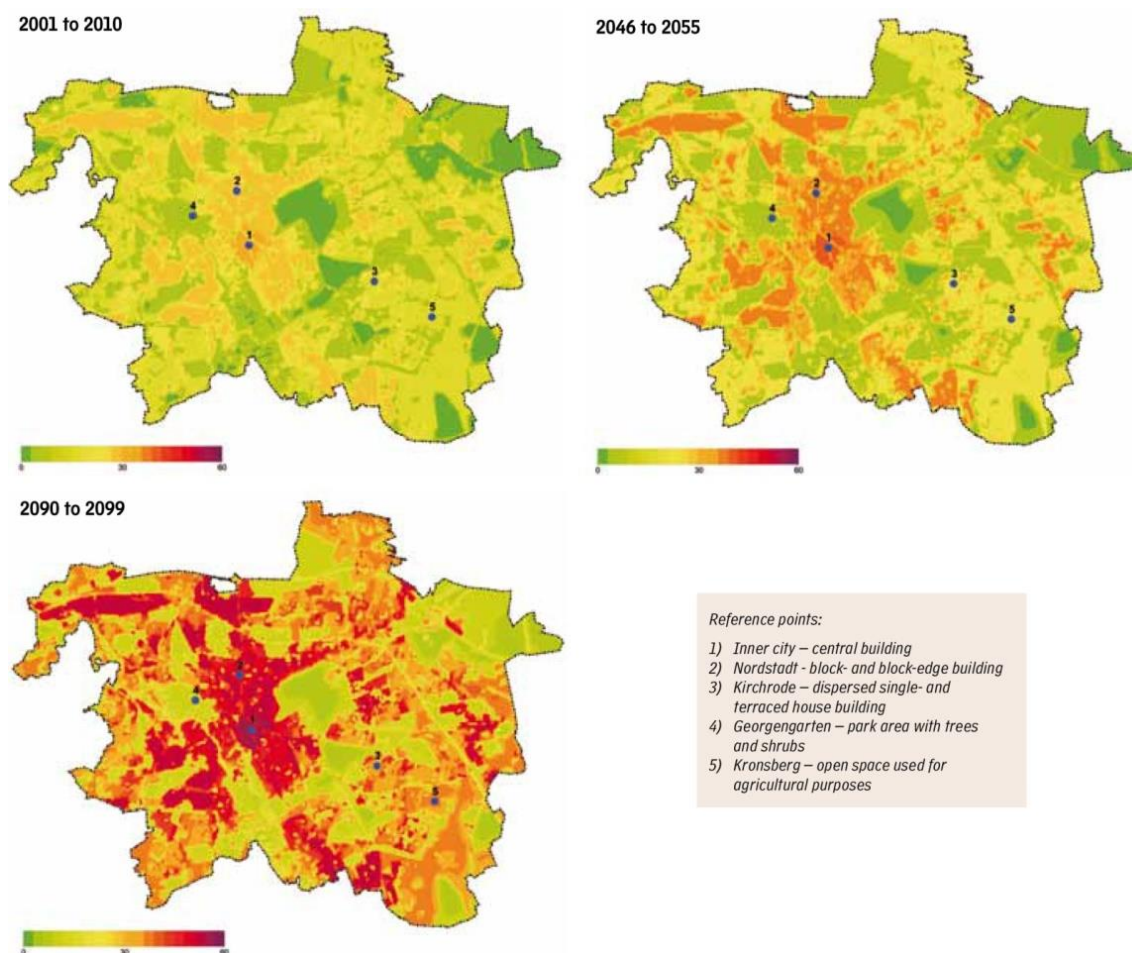 2001 to 2010
2046 to 2055
2
4
1
3
5
2
4
1
3
5
0 30 60
0 30 60
2090 to 2099
2
4
1
3
5
Reference points:
1) Inner city – central building
2) Nordstadt - block- and block-edge building
3) Kirchrode – dispersed single- and
terraced house building
4) Georgengarten – park area with trees
and shrubs
5) Kronsberg – open space used for
agricultural purposes
0 30 60